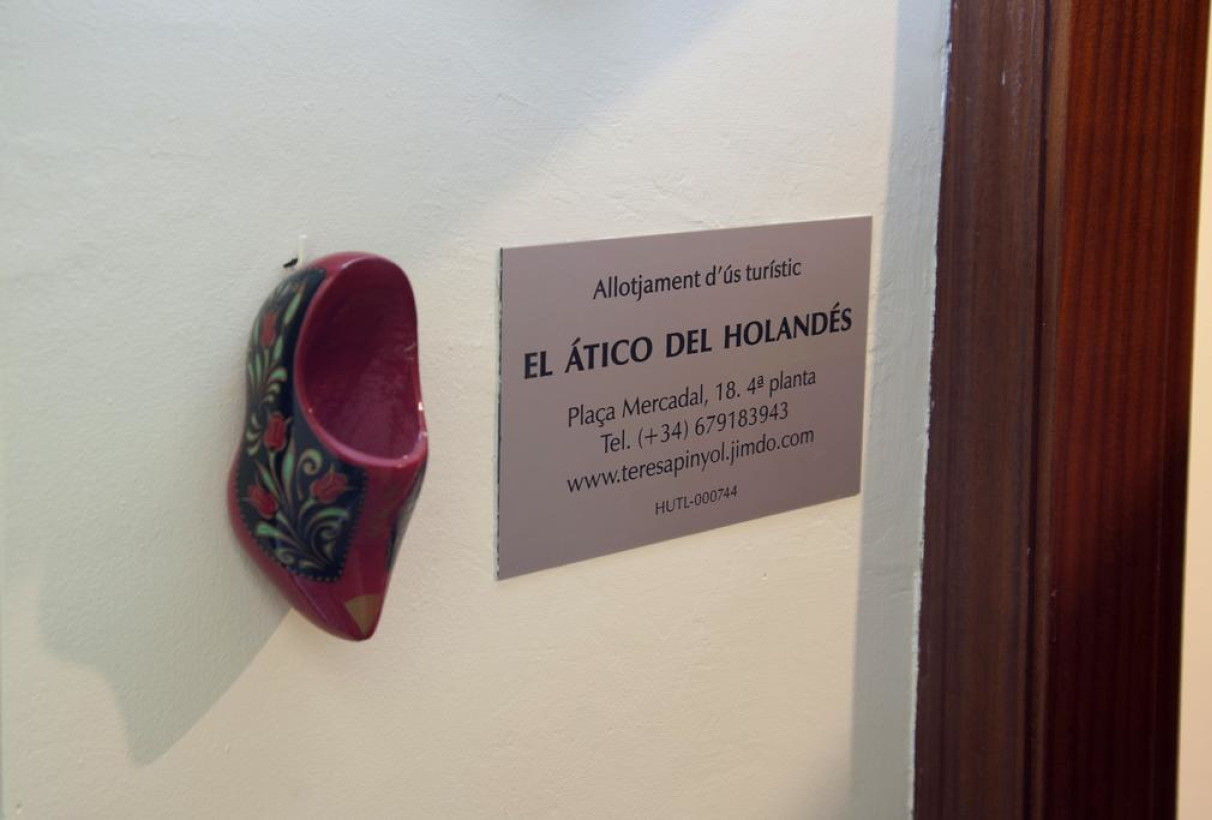 Allotjament d'ús turístic
EL ÁTICO DEL HOLANDÉS
Plaça Mercadal, 18. 4ª planta
Tel. (+34) 679183943
www.teresapinyol.jimdo.com
HUTL-000744